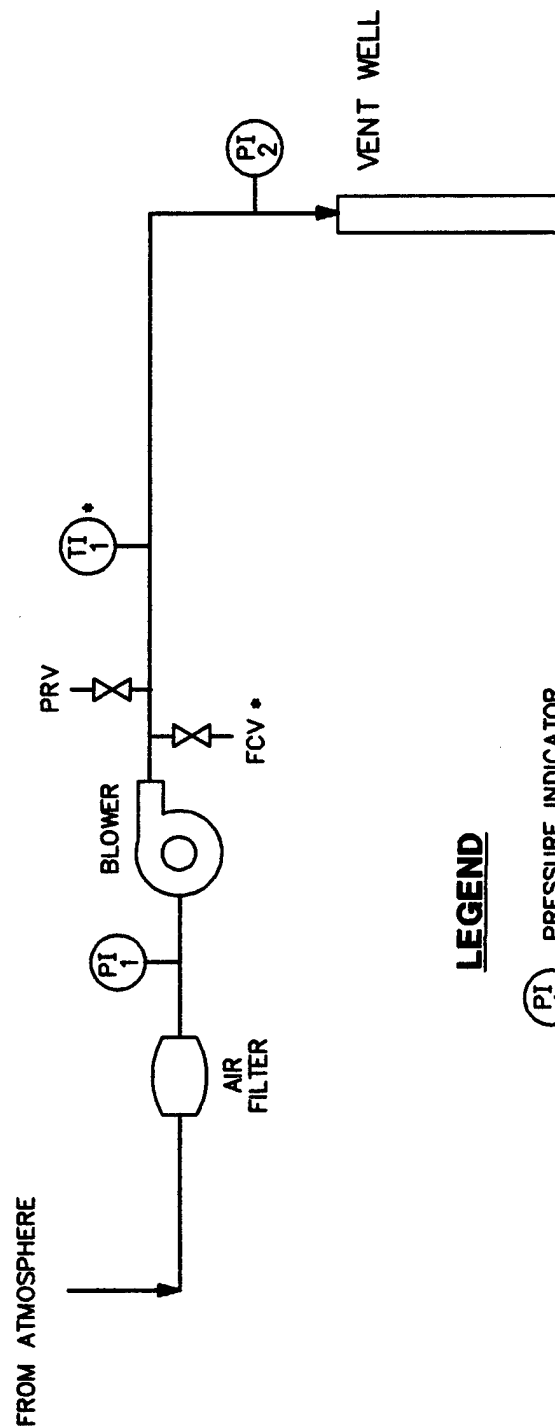 FROM ATMOSPHERE
AIR
FILTER
PI
1
BLOWER
FCV *
PRV
TI
1
*
PI
2
VENT WELL
LEGEND
PI
PRESSURE INDICATOR